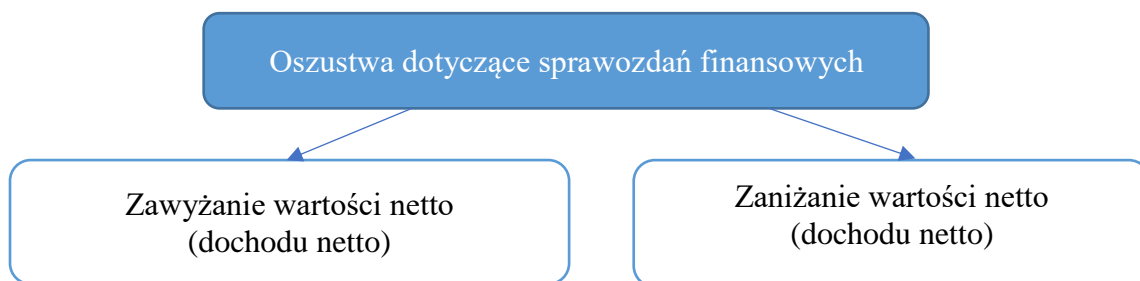 Oszustwa dotyczące sprawozdań finansowych
Zawyżanie wartości netto
(dochodu netto)
Zaniżanie wartości netto
(dochodu netto)